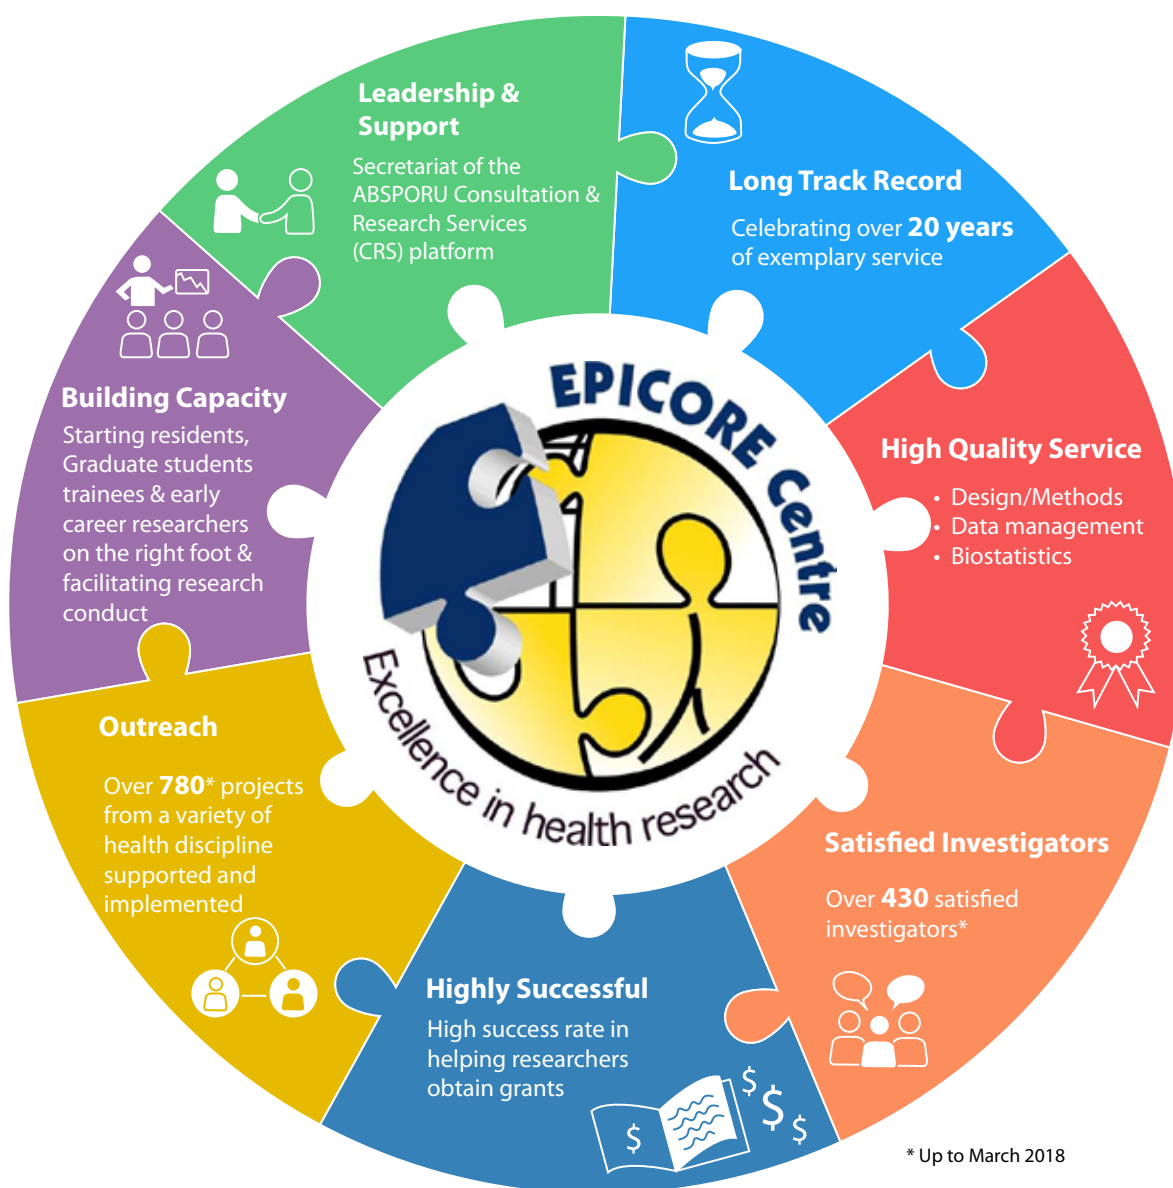 Leadership &
Support
Secretariat of the
ABSPORU Consultation &
Research Services
(CRS) platform
Long Track Record
Celebrating over 20 years
of exemplary service
High Quality Service
• Design/Methods
• Data management
• Biostatistics
Satisfied Investigators
Over 430 satisfied
investigators*
Highly Successful
High success rate in
helping researchers
obtain grants
$
$
$
$
Outreach
Over 780* projects
from a variety of
health discipline
supported and
implemented
Building Capacity
Starting residents,
Graduate students
trainees & early
career researchers
on the right foot &
facilitating research
conduct
EPICORE Centre
Excellence in health research
* Up to March 2018